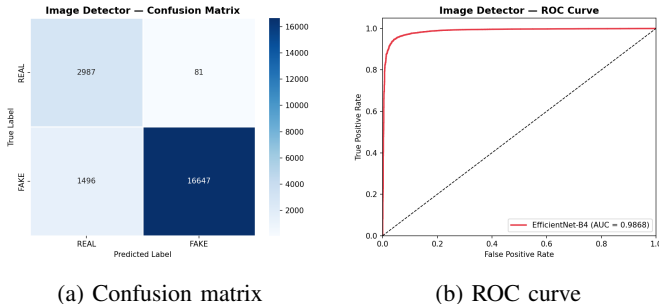 Image Detector — Confusion Matrix
True Label
REAL
FAKE
2987
81
1496
16647
REAL
FAKE
Predicted Label
16000
14000
12000
10000
8000
6000
4000
2000
(a) Confusion matrix
Image Detector — ROC Curve
True Positive Rate
1.0
0.8
0.6
0.4
0.2
0.0
0.0
0.2
0.4
0.6
0.8
1.0
False Positive Rate
EfficientNet-B4 (AUC = 0.9868)
(b) ROC curve